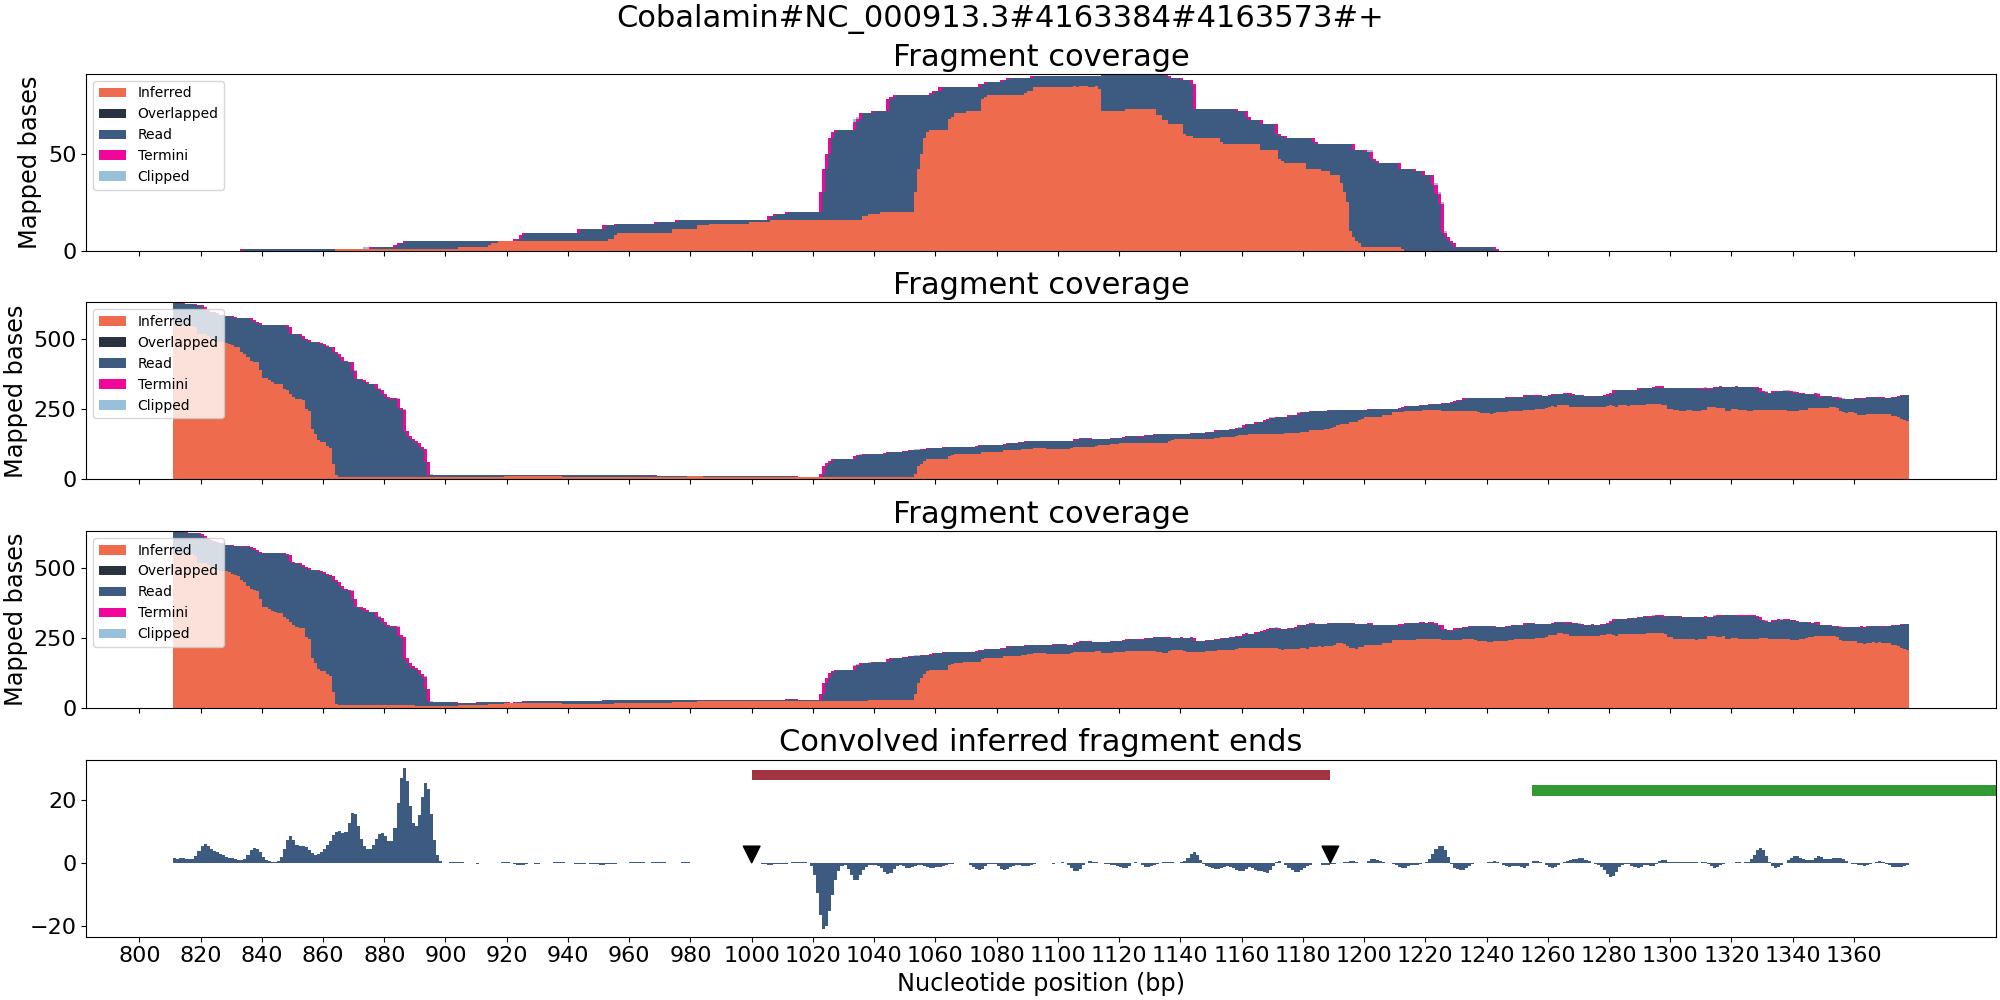 Cobalamin#NC_000913.3#4163384#4163573#+
Fragment coverage
Mapped bases
50
0
Inferred
Overlapped
Read
Termini
Clipped
Fragment coverage
Mapped bases
500
250
0
Inferred
Overlapped
Read
Termini
Clipped
Fragment coverage
Mapped bases
500
250
0
Inferred
Overlapped
Read
Termini
Clipped
Convolved inferred fragment ends
20
0
−20
800 820 840 860 880 900 920 940 960 980 1000 1020 1040 1060 1080 1100 1120 1140 1160 1180 1200 1220 1240 1260 1280 1300 1320 1340 1360
Nucleotide position (bp)